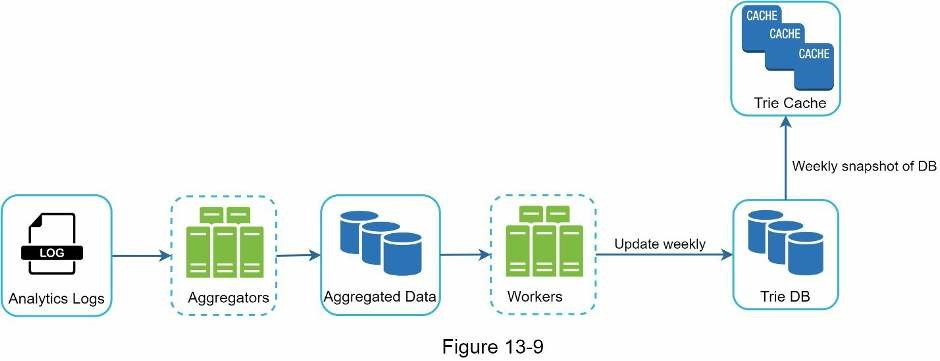 CACHE
CACHE
CACHE
Trie Cache
Weekly snapshot of DB
LOG
Analytics Logs
Aggregators
Aggregated Data
Workers
Update weekly
Trie DB
Figure 13-9